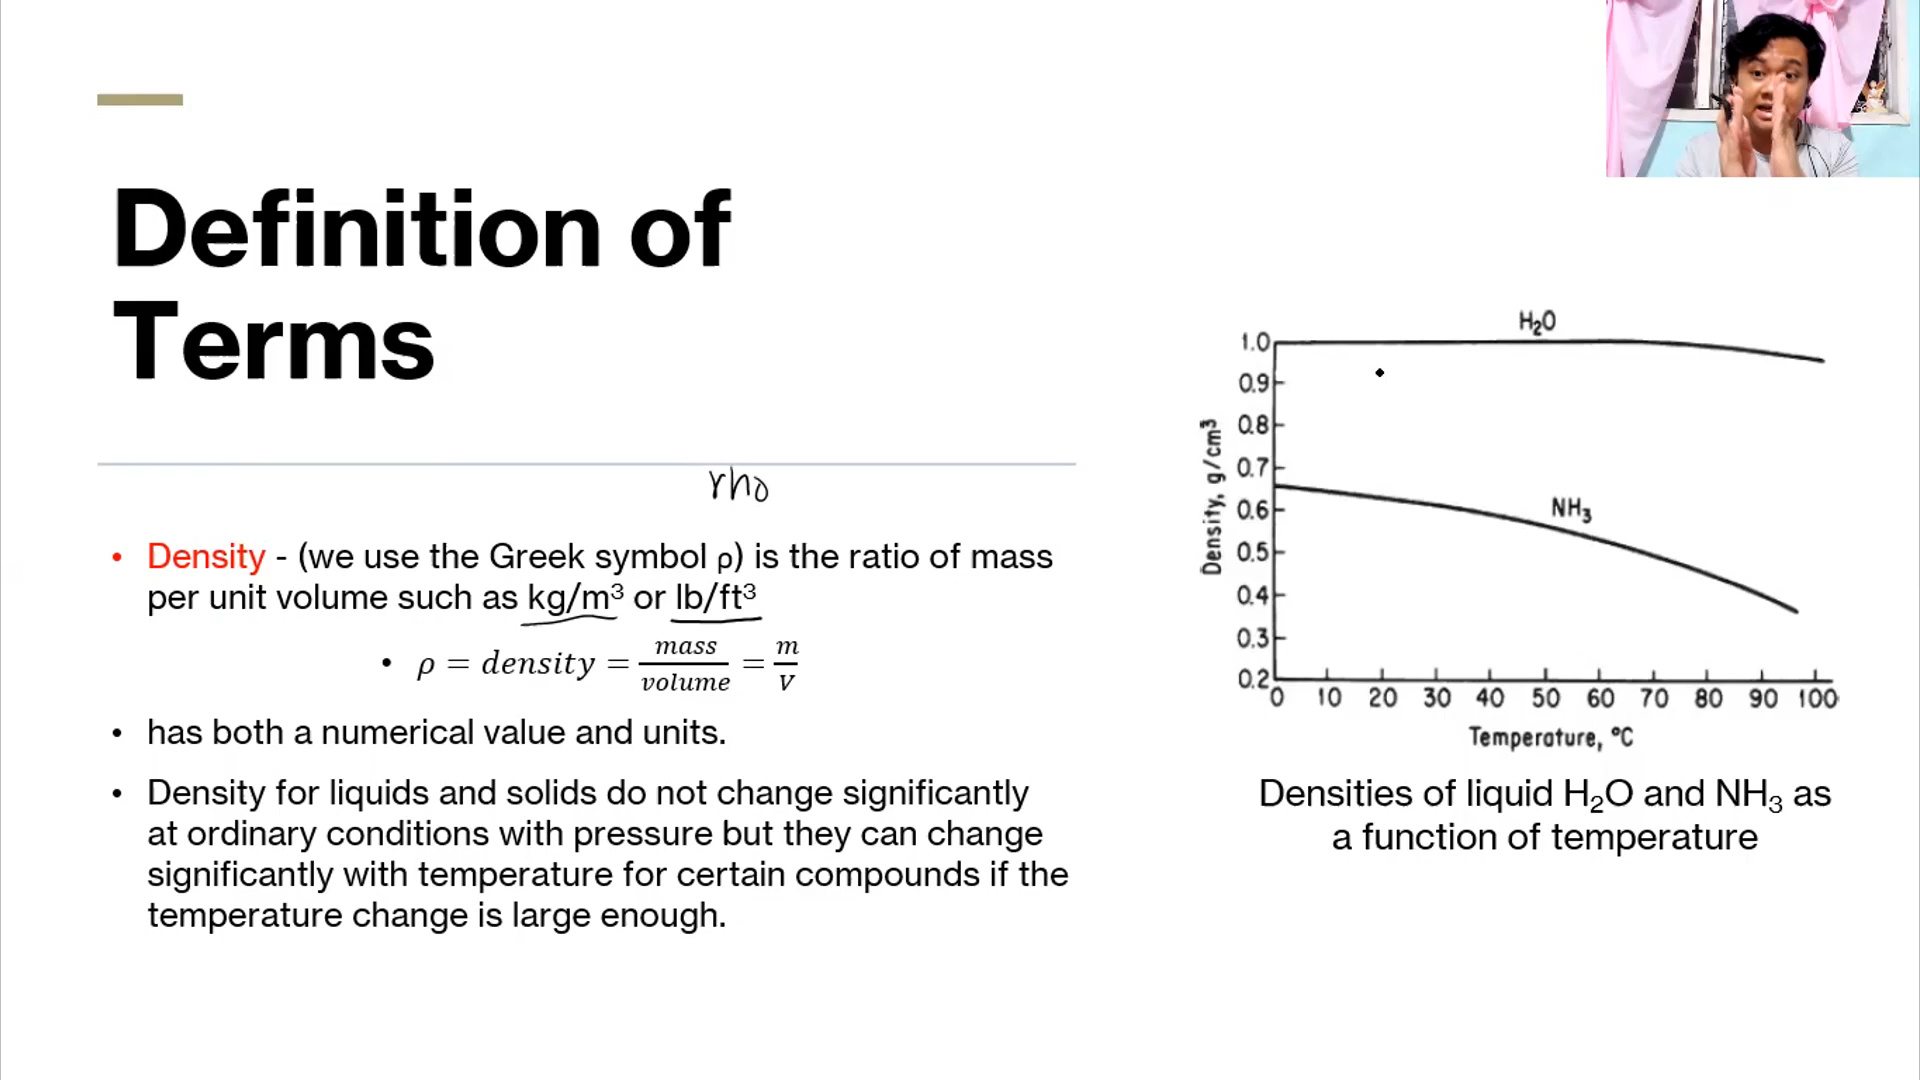 Definition of
Terms
rho
• Density - (we use the Greek symbol ρ) is the ratio of mass
per unit volume such as kg/m³ or lb/ft³
• ρ = density = mass/volume = m/V
• has both a numerical value and units.
• Density for liquids and solids do not change significantly
at ordinary conditions with pressure but they can change
significantly with temperature for certain compounds if the
temperature change is large enough.
H₂O
1.0
0.9
0.8
0.7
0.6
0.5
0.4
0.3
0.2
Density, g/cm³
NH₃
0 10 20 30 40 50 60 70 80 90 100
Temperature, °C
Densities of liquid H₂O and NH₃ as
a function of temperature